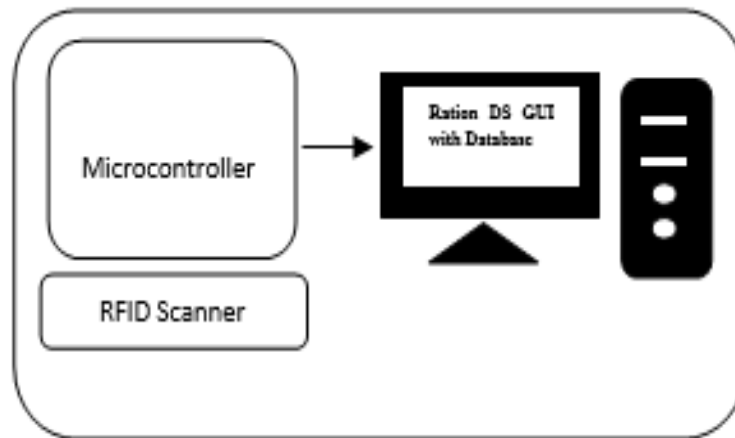 Microcontroller
Ration DS GUI
with Database
RFID Scanner